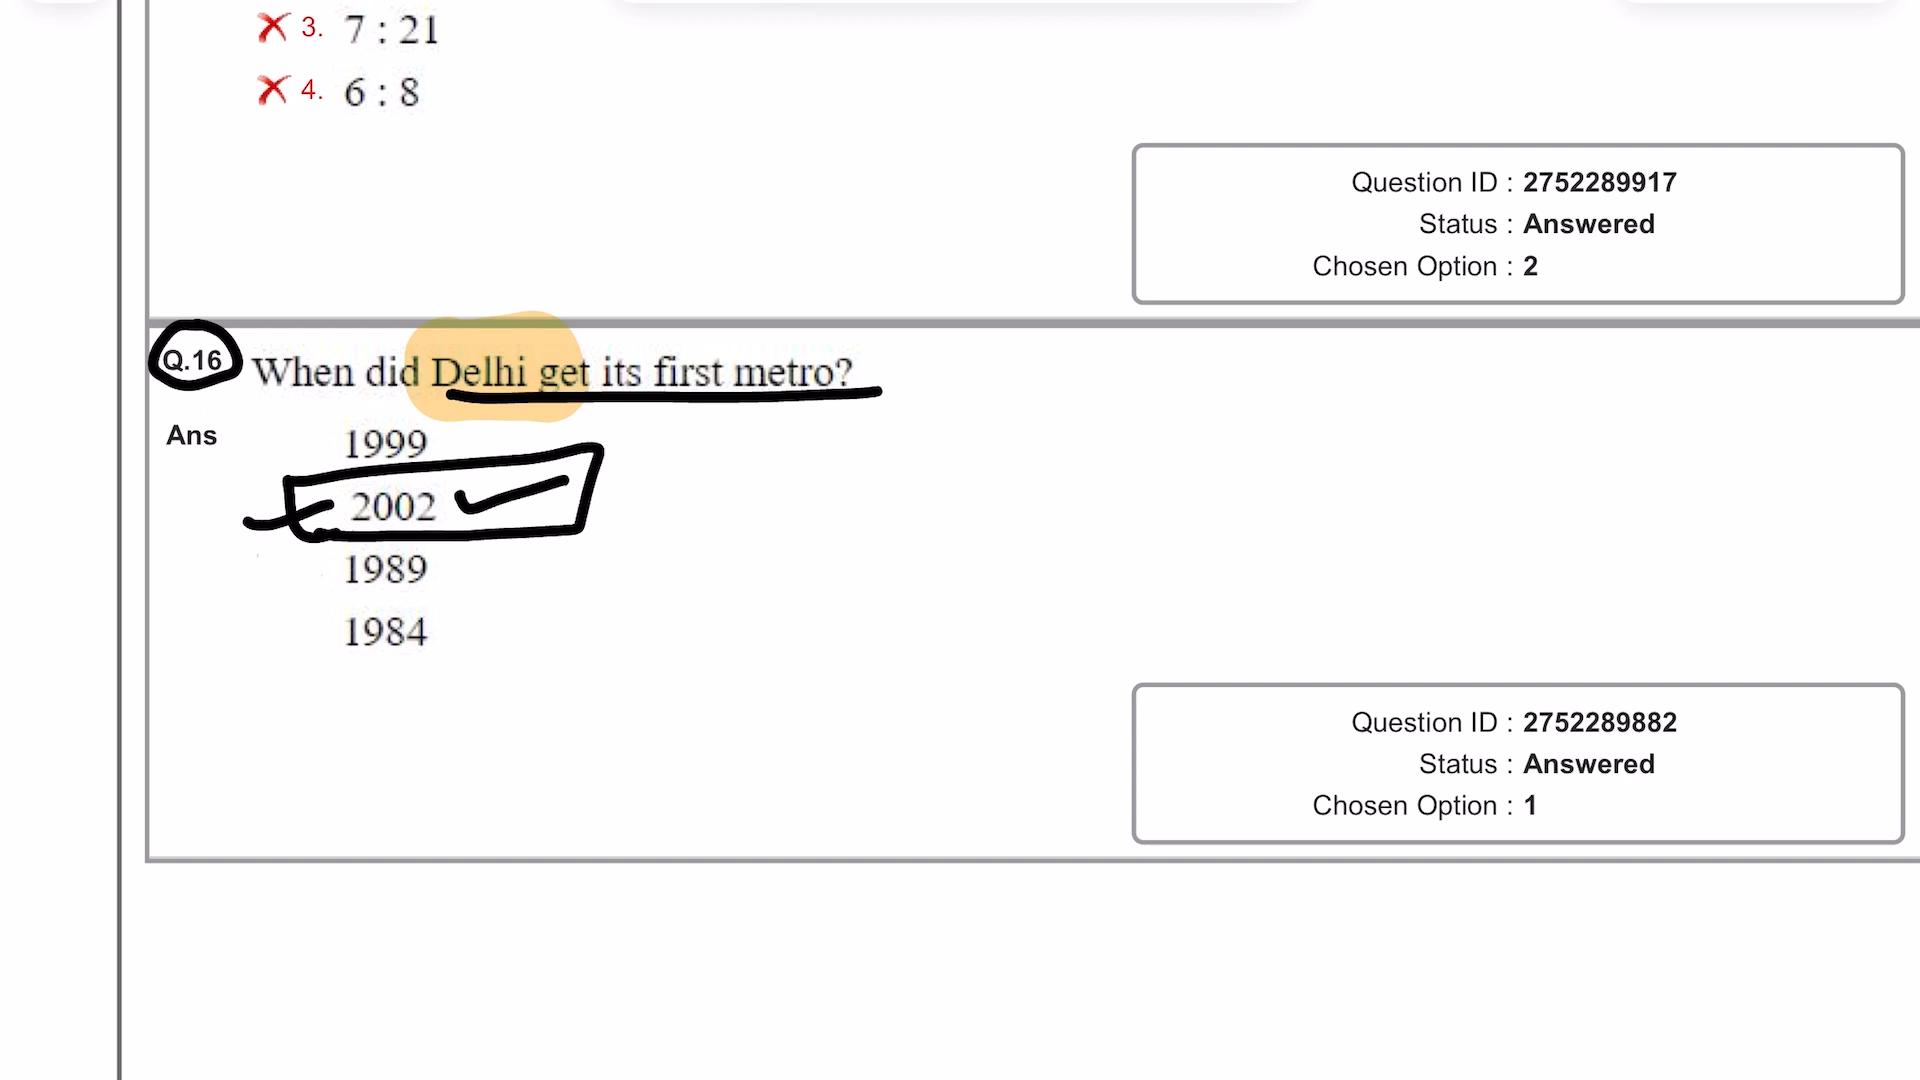 3. 7 : 21
4. 6 : 8
Question ID : 2752289917
Status : Answered
Chosen Option : 2
Q.16 When did Delhi get its first metro?
Ans 1999
2002
1989
1984
Question ID : 2752289882
Status : Answered
Chosen Option : 1